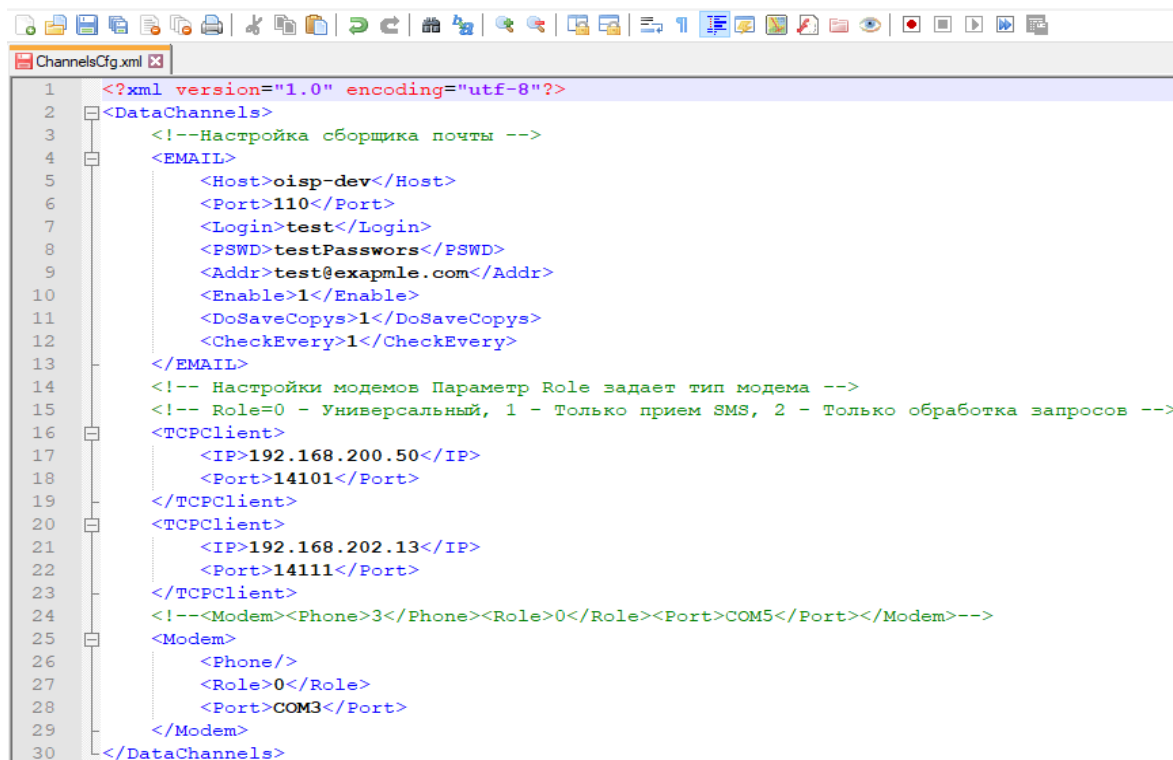 ChannelsCfg.xml
1 <?xml version="1.0" encoding="utf-8"?>
2 <DataChannels>
3 <!--Настройка сборщика почты -->
4 <EMAIL>
5 <Host>oisp-dev</Host>
6 <Port>110</Port>
7 <Login>test</Login>
8 <PSWD>testPasswors</PSWD>
9 <Addr>test@exapmle.com</Addr>
10 <Enable>1</Enable>
11 <DoSaveCopys>1</DoSaveCopys>
12 <CheckEvery>1</CheckEvery>
13 </EMAIL>
14 <!-- Настройки модемов Параметр Role задает тип модема -->
15 <!-- Role=0 - Универсальный, 1 - Только прием SMS, 2 - Только обработка запросов -->
16 <TCPClient>
17 <IP>192.168.200.50</IP>
18 <Port>14101</Port>
19 </TCPClient>
20 <TCPClient>
21 <IP>192.168.202.13</IP>
22 <Port>14111</Port>
23 </TCPClient>
24 <!--<Modem><Phone>3</Phone><Role>0</Role><Port>COM5</Port></Modem>-->
25 <Modem>
26 <Phone/>
27 <Role>0</Role>
28 <Port>COM3</Port>
29 </Modem>
30 </DataChannels>